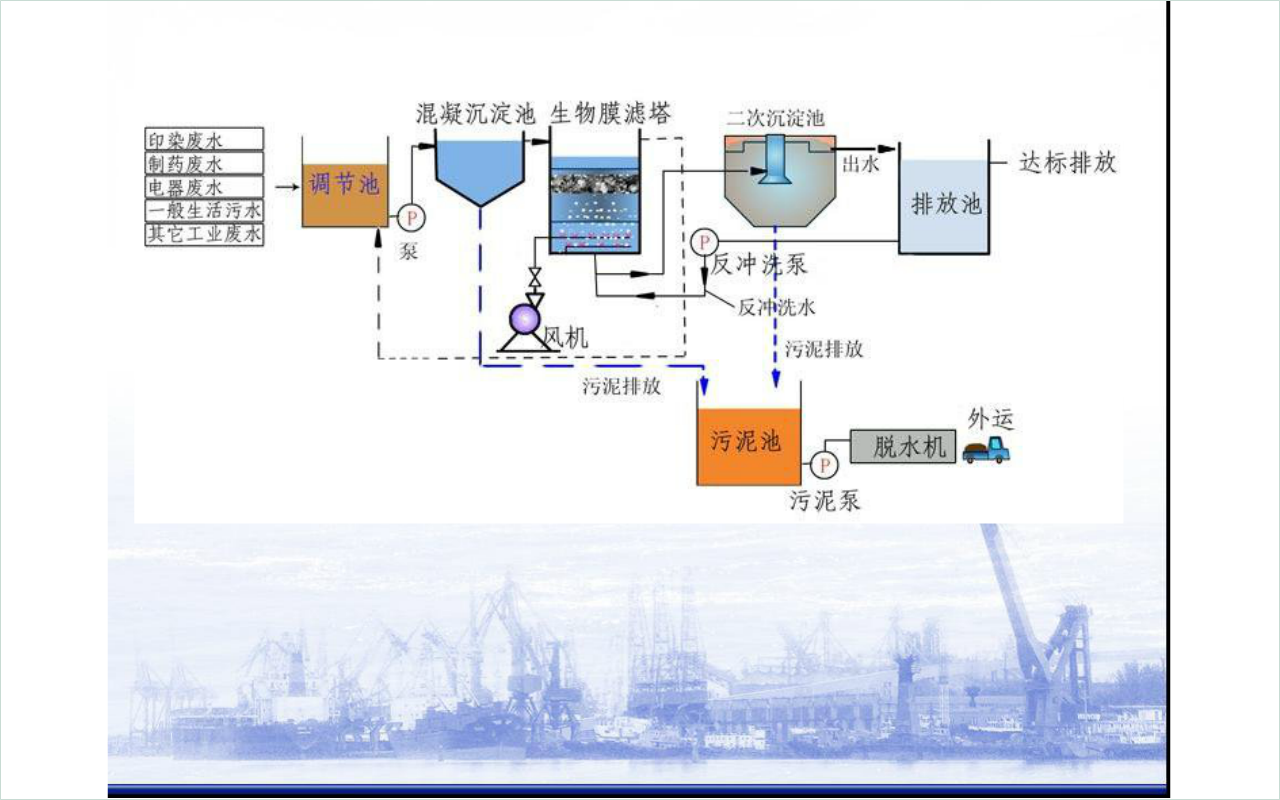 混凝沉淀池
生物膜滤塔
二次沉淀池
印染废水
制药废水
电器废水
一般生活污水
其它工业废水
调节池
P
泵
出水
达标排放
排放池
P
反冲洗泵
反冲洗水
风机
污泥排放
污泥排放
污泥池
P
污泥泵
脱水机
外运